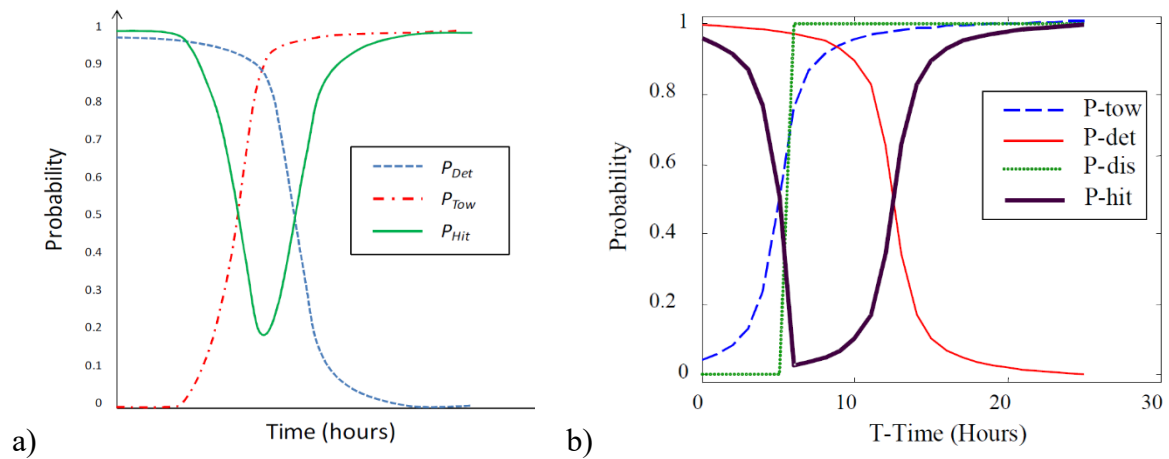 1
0.9
0.8
0.7
0.6
0.5
0.4
0.3
0.2
0.1
0
Probability
P_Det
P_Tow
P_Hit
Time (hours)
a)
1
0.8
0.6
0.4
0.2
0
Probability
P-tow
P-det
P-dis
P-hit
0 10 20 30
T-Time (Hours)
b)